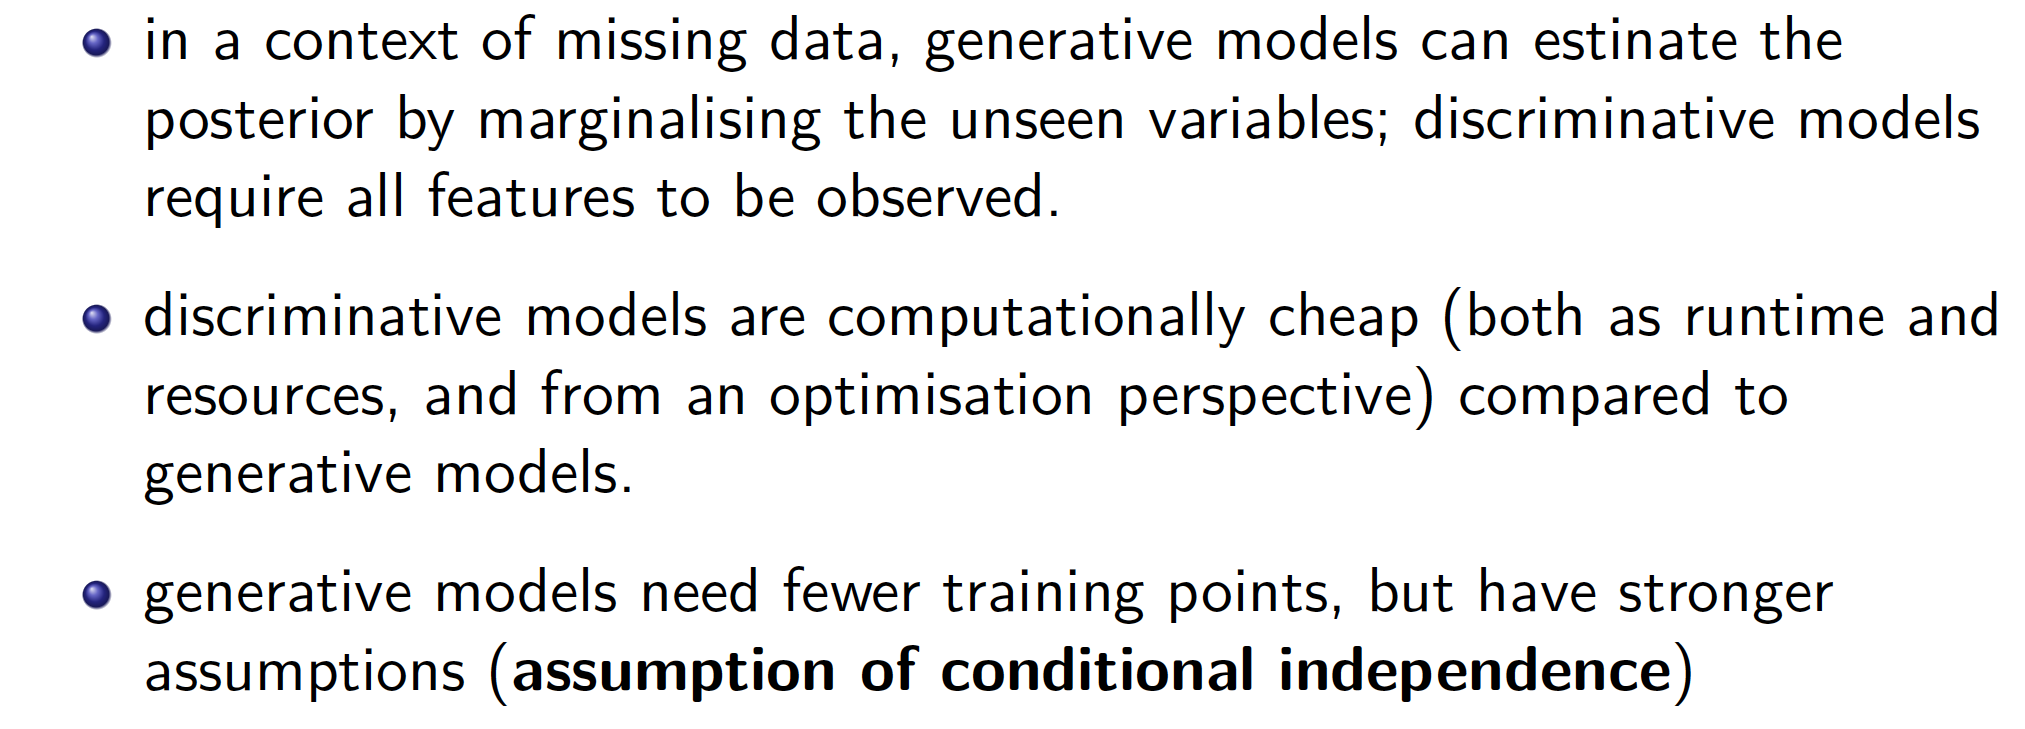 in a context of missing data, generative models can estinate the
posterior by marginalising the unseen variables; discriminative models
require all features to be observed.
discriminative models are computationally cheap (both as runtime and
resources, and from an optimisation perspective) compared to
generative models.
generative models need fewer training points, but have stronger
assumptions (assumption of conditional independence)